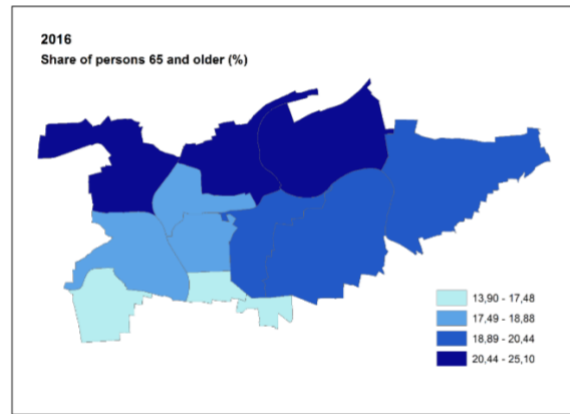 2016
Share of persons 65 and older (%)
13,90 - 17,48
17,49 - 18,88
18,89 - 20,44
20,44 - 25,10